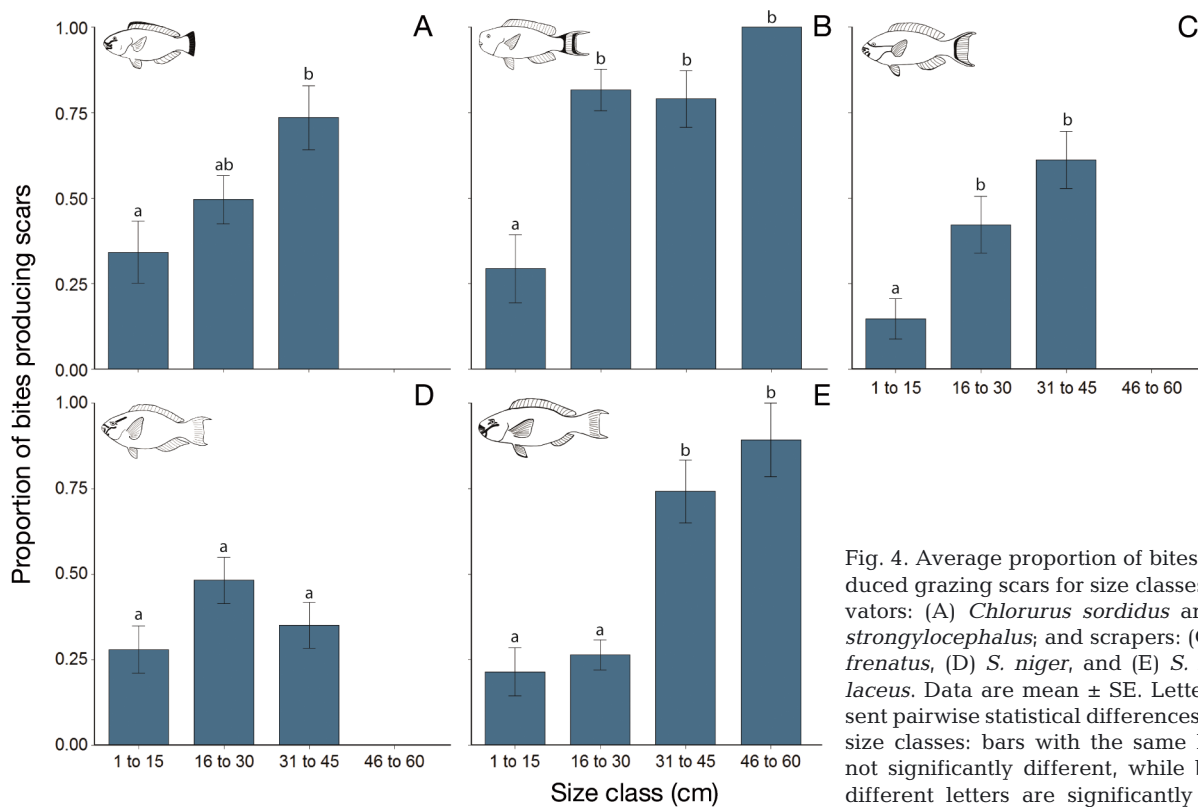 A
B
C
Proportion of bites producing scars
1.00
0.75
0.50
0.25
0.00
a
ab
b
a
b
b
b
a
b
b
1 to 15 16 to 30 31 to 45 46 to 60
D
E
1.00
0.75
0.50
0.25
0.00
a
a
a
a
a
b
b
1 to 15 16 to 30 31 to 45 46 to 60
1 to 15 16 to 30 31 to 45 46 to 60
Size class (cm)
Fig. 4. Average proportion of bites
duced grazing scars for size classes
vators: (A) Chlorurus sordidus an
strongylocephalus; and scrapers: (
frenatus, (D) S. niger, and (E) S.
laceus. Data are mean ± SE. Lette
sent pairwise statistical differences
size classes: bars with the same
not significantly different, while b
different letters are significantly